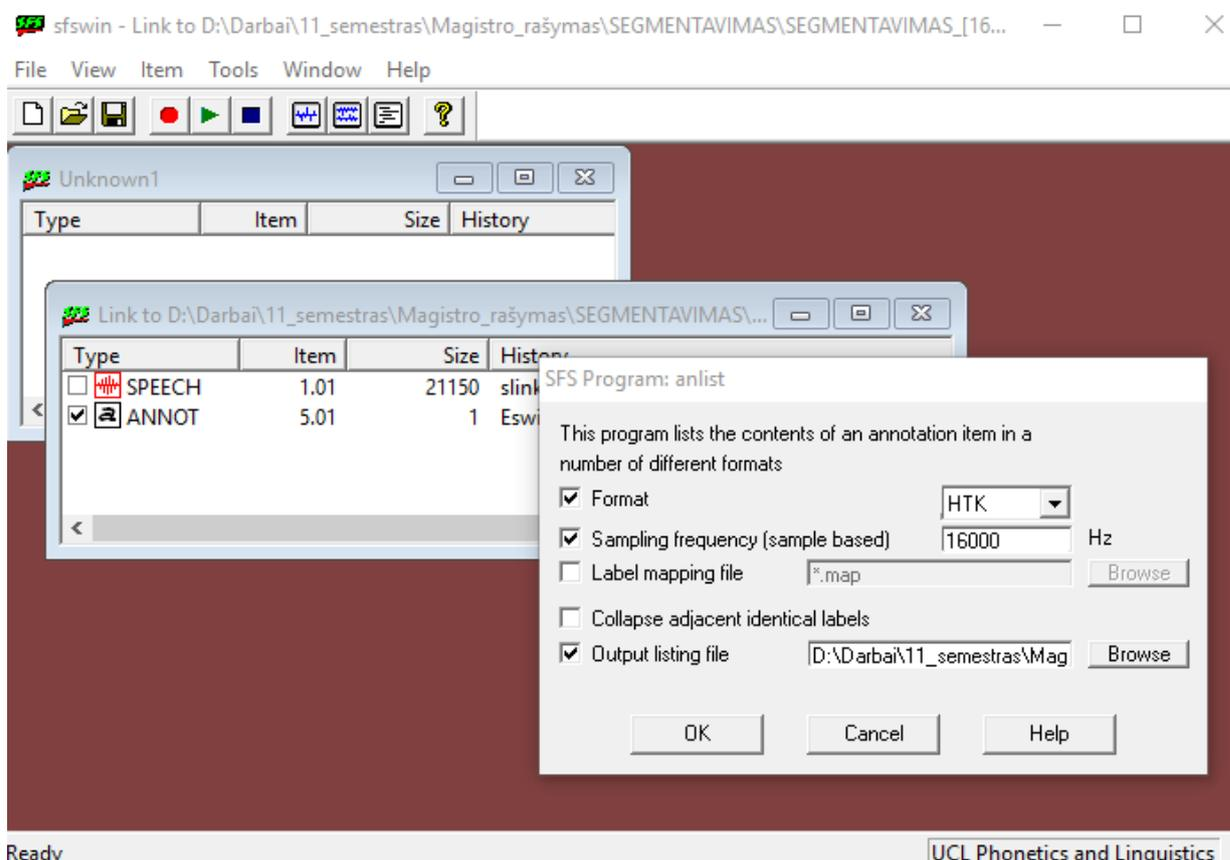 sfswin - Link to D:\Darbai\11_semestras\Magistro_rašymas\SEGMENTAVIMAS\SEGMENTAVIMAS_[16...
File View Item Tools Window Help
Unknown1
Type Item Size History
Link to D:\Darbai\11_semestras\Magistro_rašymas\SEGMENTAVIMAS\...
Type Item Size History
SPEECH 1.01 21150 slink
ANNOT 5.01 1 Eswi
SFS Program: anlist
This program lists the contents of an annotation item in a
number of different formats
Format HTK
Sampling frequency (sample based) 16000 Hz
Label mapping file *.map Browse
Collapse adjacent identical labels
Output listing file D:\Darbai\11_semestras\Mag Browse
OK Cancel Help
Ready UCL Phonetics and Linguistics